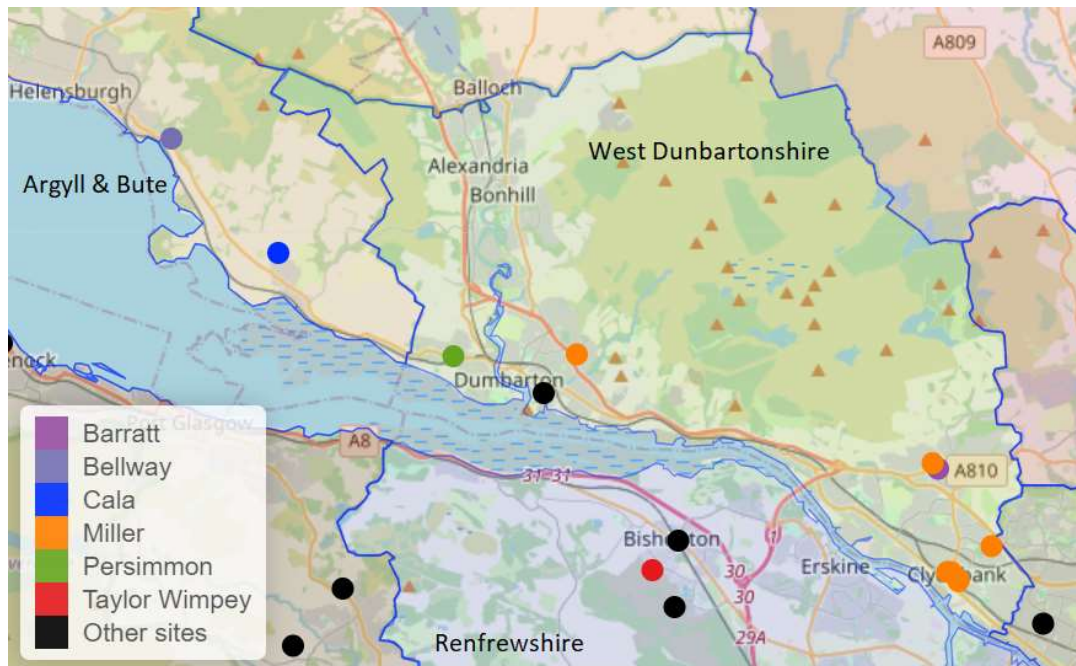 A809
Helensburgh
Balloch
West Dunbartonshire
Alexandria
Argyll & Bute
Bonhill
Dumbarton
Barratt
Bellway
Cala
Miller
Persimmon
Taylor Wimpey
Other sites
A8
31-31
A810
(1)
Erskine
30
30
29A
Renfrewshire